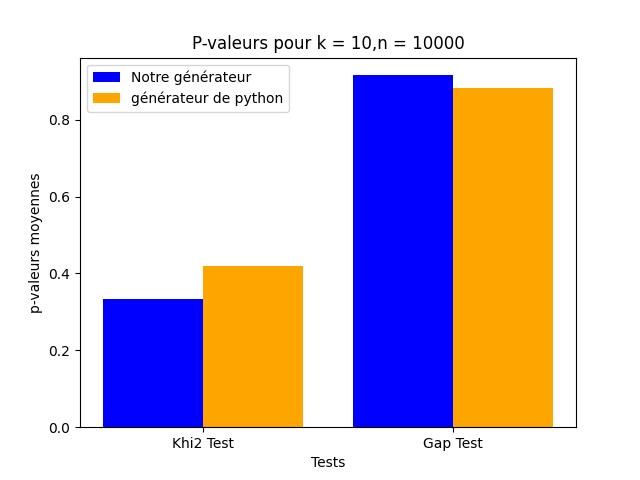 P-valeurs pour k = 10,n = 10000
Notre générateur
générateur de python
p-valeurs moyennes
0.8
0.6
0.4
0.2
0.0
Khi2 Test
Gap Test
Tests